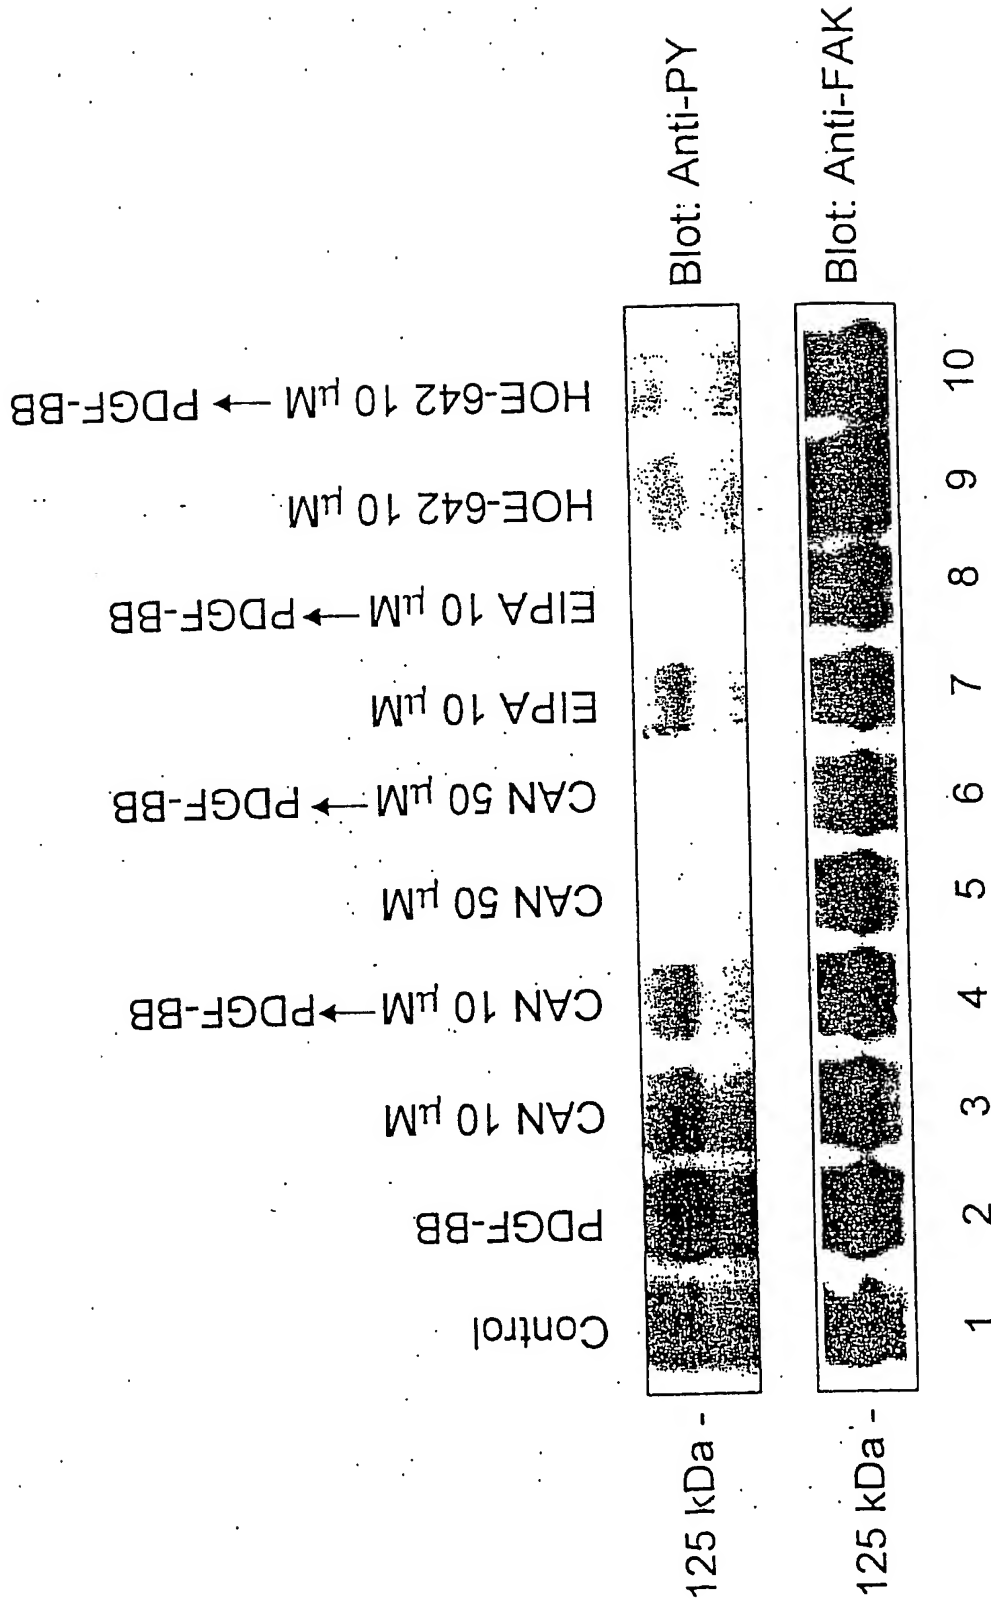 Control
PDGF-BB
CAN 10 µM
CAN 10 µM → PDGF-BB
CAN 50 µM
CAN 50 µM → PDGF-BB
EIPA 10 µM
EIPA 10 µM → PDGF-BB
HOE-642 10 µM
HOE-642 10 µM → PDGF-BB
125 kDa -
Blot: Anti-PY
125 kDa -
Blot: Anti-FAK
1 2 3 4 5 6 7 8 9 10